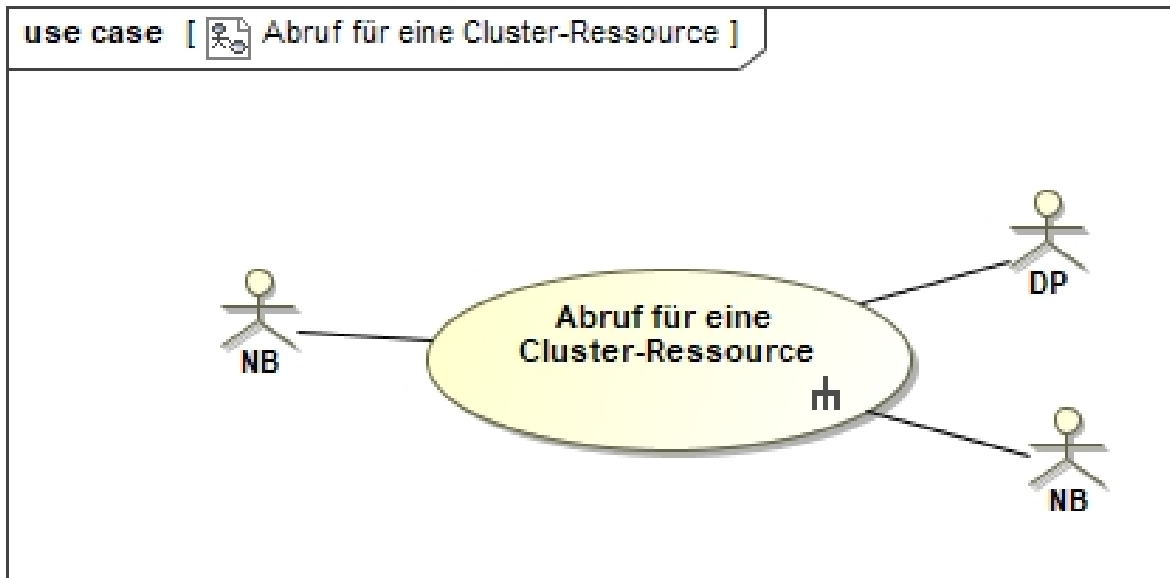 use case [ Abruf für eine Cluster-Ressource ]
DP
Abruf für eine
Cluster-Ressource
NB
NB